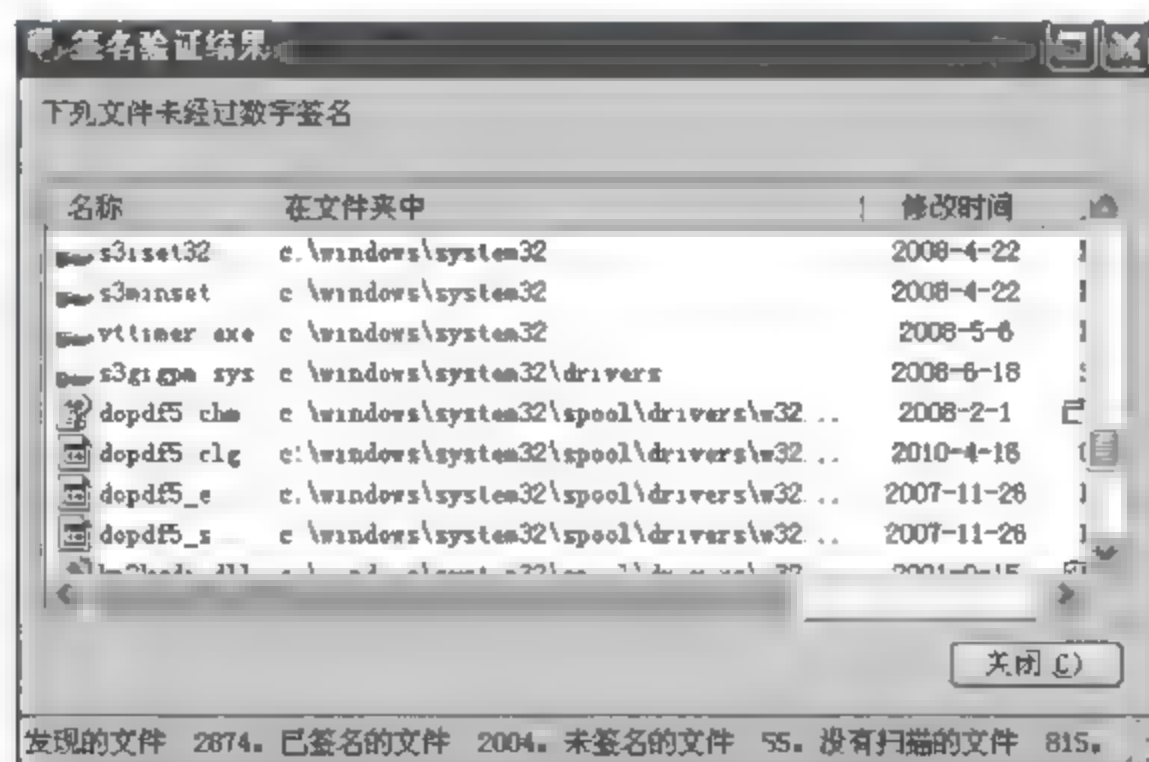 签名验证结果
下列文件未经过数字签名
名称 在文件夹中 修改时间
s3iset32 c:\windows\system32 2008-4-22
s3minset c:\windows\system32 2008-4-22
vttimer.exe c:\windows\system32 2008-5-6
s3gigpm.sys c:\windows\system32\drivers 2008-6-18
dopdf5.chm c:\windows\system32\spool\drivers\w32... 2008-2-1 已
dopdf5.clg c:\windows\system32\spool\drivers\w32... 2010-4-16
dopdf5_e c:\windows\system32\spool\drivers\w32... 2007-11-26
dopdf5_s c:\windows\system32\spool\drivers\w32... 2007-11-26
关闭(C)
发现的文件 2874。已签名的文件 2004。未签名的文件 55。没有扫描的文件 815。